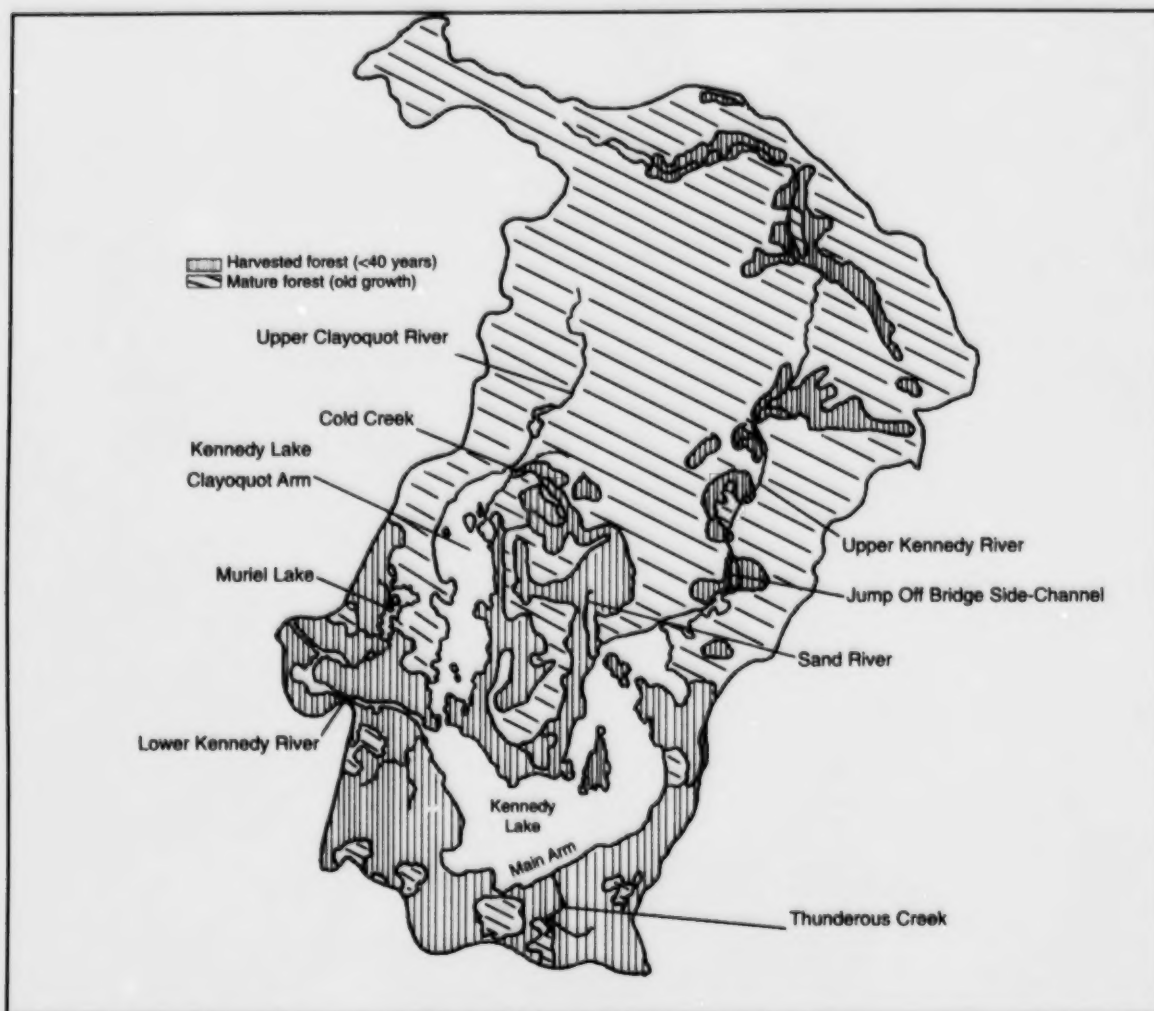 Harvested forest (<40 years)
Mature forest (old growth)
Upper Clayoquot River
Cold Creek
Kennedy Lake
Clayoquot Arm
Muriel Lake
Lower Kennedy River
Upper Kennedy River
Jump Off Bridge Side-Channel
Sand River
Kennedy
Lake
Main Arm
Thunderous Creek